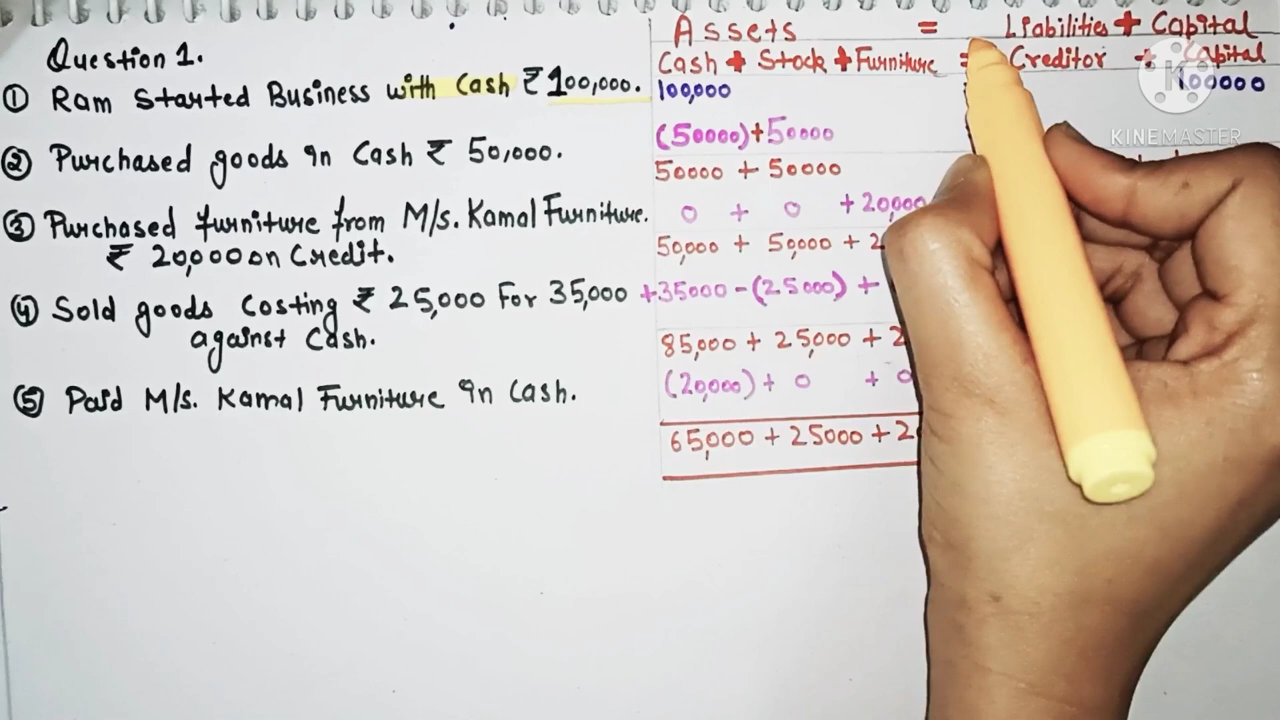 Question 1.
① Ram Started Business with Cash ₹ 100,000.
② Purchased goods in Cash ₹ 50,000.
③ Purchased furniture from M/s. Kamal Furniture.
₹ 20,000 on Credit.
④ Sold goods Costing ₹ 25,000 For 35,000
against Cash.
⑤ Paid M/s. Kamal Furniture in Cash.
Assets = Liabilities + Capital
Cash + Stock + Furniture = Creditor + Capital
100,000 100000
(50000)+50000
50000 + 50000
0 + 0 +20,000
50,000 + 50,000 + 2
+35000 -(25000) +
85,000 + 25,000 + 2
(20,000) + 0 + 0
65,000 + 25000 + 2
KINEMASTER